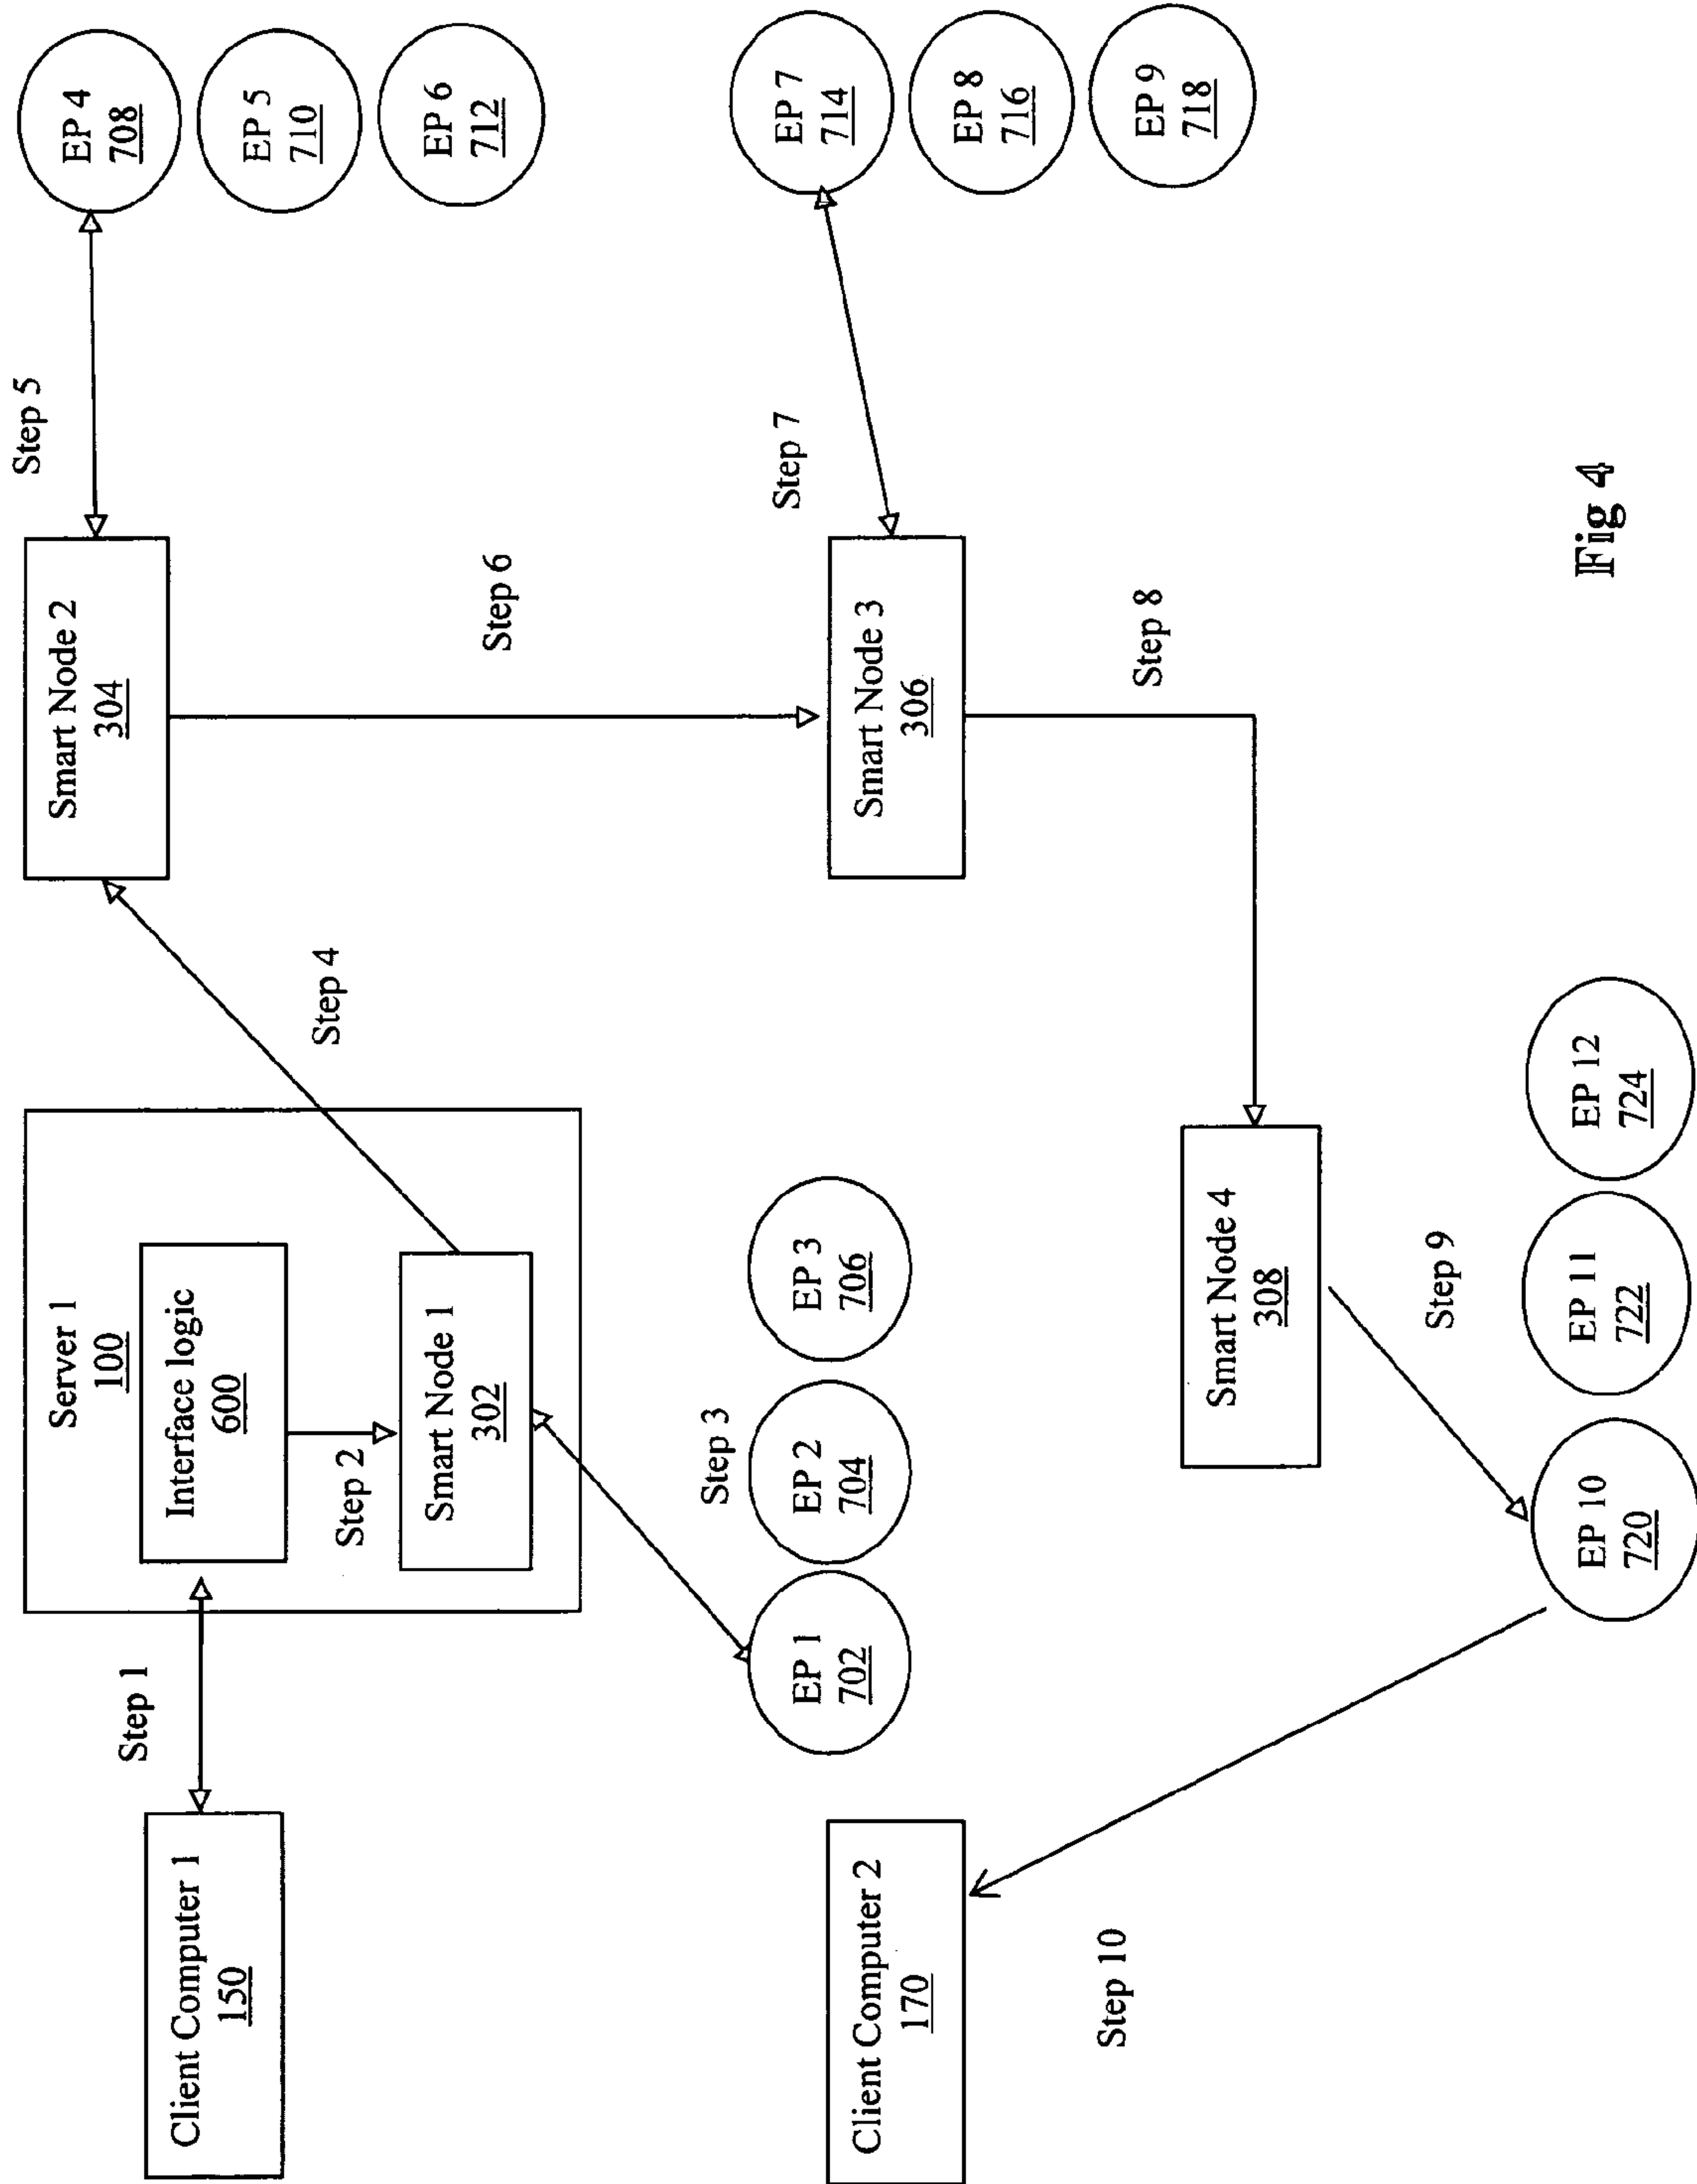 Client Computer 1
150
Step 1
Server 1
100
Interface logic
600
Step 2
Smart Node 1
302
Step 3
EP 1
702
EP 2
704
EP 3
706
Step 4
Smart Node 2
304
Step 5
EP 4
708
EP 5
710
EP 6
712
Step 6
Smart Node 3
306
Step 7
EP 7
714
EP 8
716
EP 9
718
Step 8
Smart Node 4
308
Step 9
EP 10
720
EP 11
722
EP 12
724
Client Computer 2
170
Step 10
Fig 4